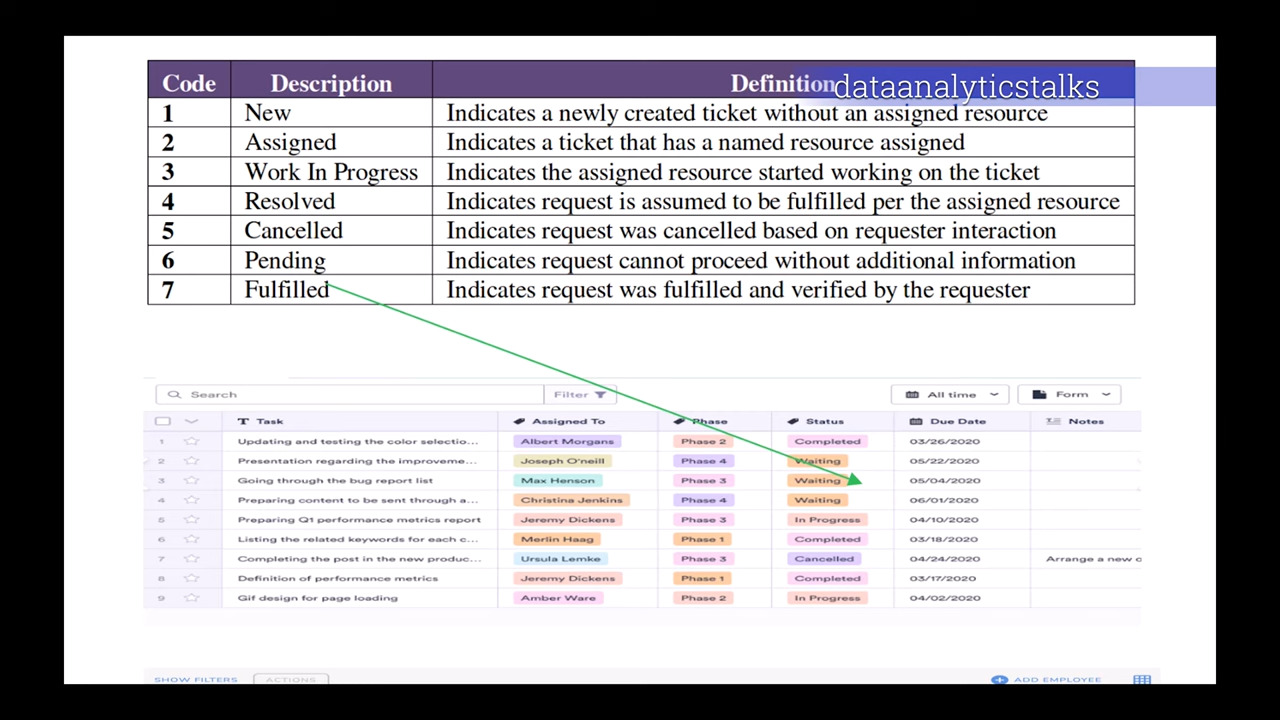 Code Description Definition
dataanalyticstalks
1 New Indicates a newly created ticket without an assigned resource
2 Assigned Indicates a ticket that has a named resource assigned
3 Work In Progress Indicates the assigned resource started working on the ticket
4 Resolved Indicates request is assumed to be fulfilled per the assigned resource
5 Cancelled Indicates request was cancelled based on requester interaction
6 Pending Indicates request cannot proceed without additional information
7 Fulfilled Indicates request was fulfilled and verified by the requester
Search Filter All time Form
Task Assigned To Phase Status Due Date Notes
1 Updating and testing the color selectio... Albert Morgans Phase 2 Completed 03/26/2020
2 Presentation regarding the improveme... Joseph O'neill Phase 4 Waiting 05/22/2020
3 Going through the bug report list Max Henson Phase 3 Waiting 05/04/2020
4 Preparing content to be sent through a... Christina Jenkins Phase 4 Waiting 06/01/2020
5 Preparing Q1 performance metrics report Jeremy Dickens Phase 3 In Progress 04/10/2020
6 Listing the related keywords for each c... Merlin Haag Phase 1 Completed 03/18/2020
7 Completing the post in the new produc... Ursula Lemke Phase 3 Cancelled 04/24/2020 Arrange a new c
8 Definition of performance metrics Jeremy Dickens Phase 1 Completed 03/17/2020
9 Gif design for page loading Amber Ware Phase 2 In Progress 04/02/2020
SHOW FILTERS ACTIONS ADD EMPLOYEE